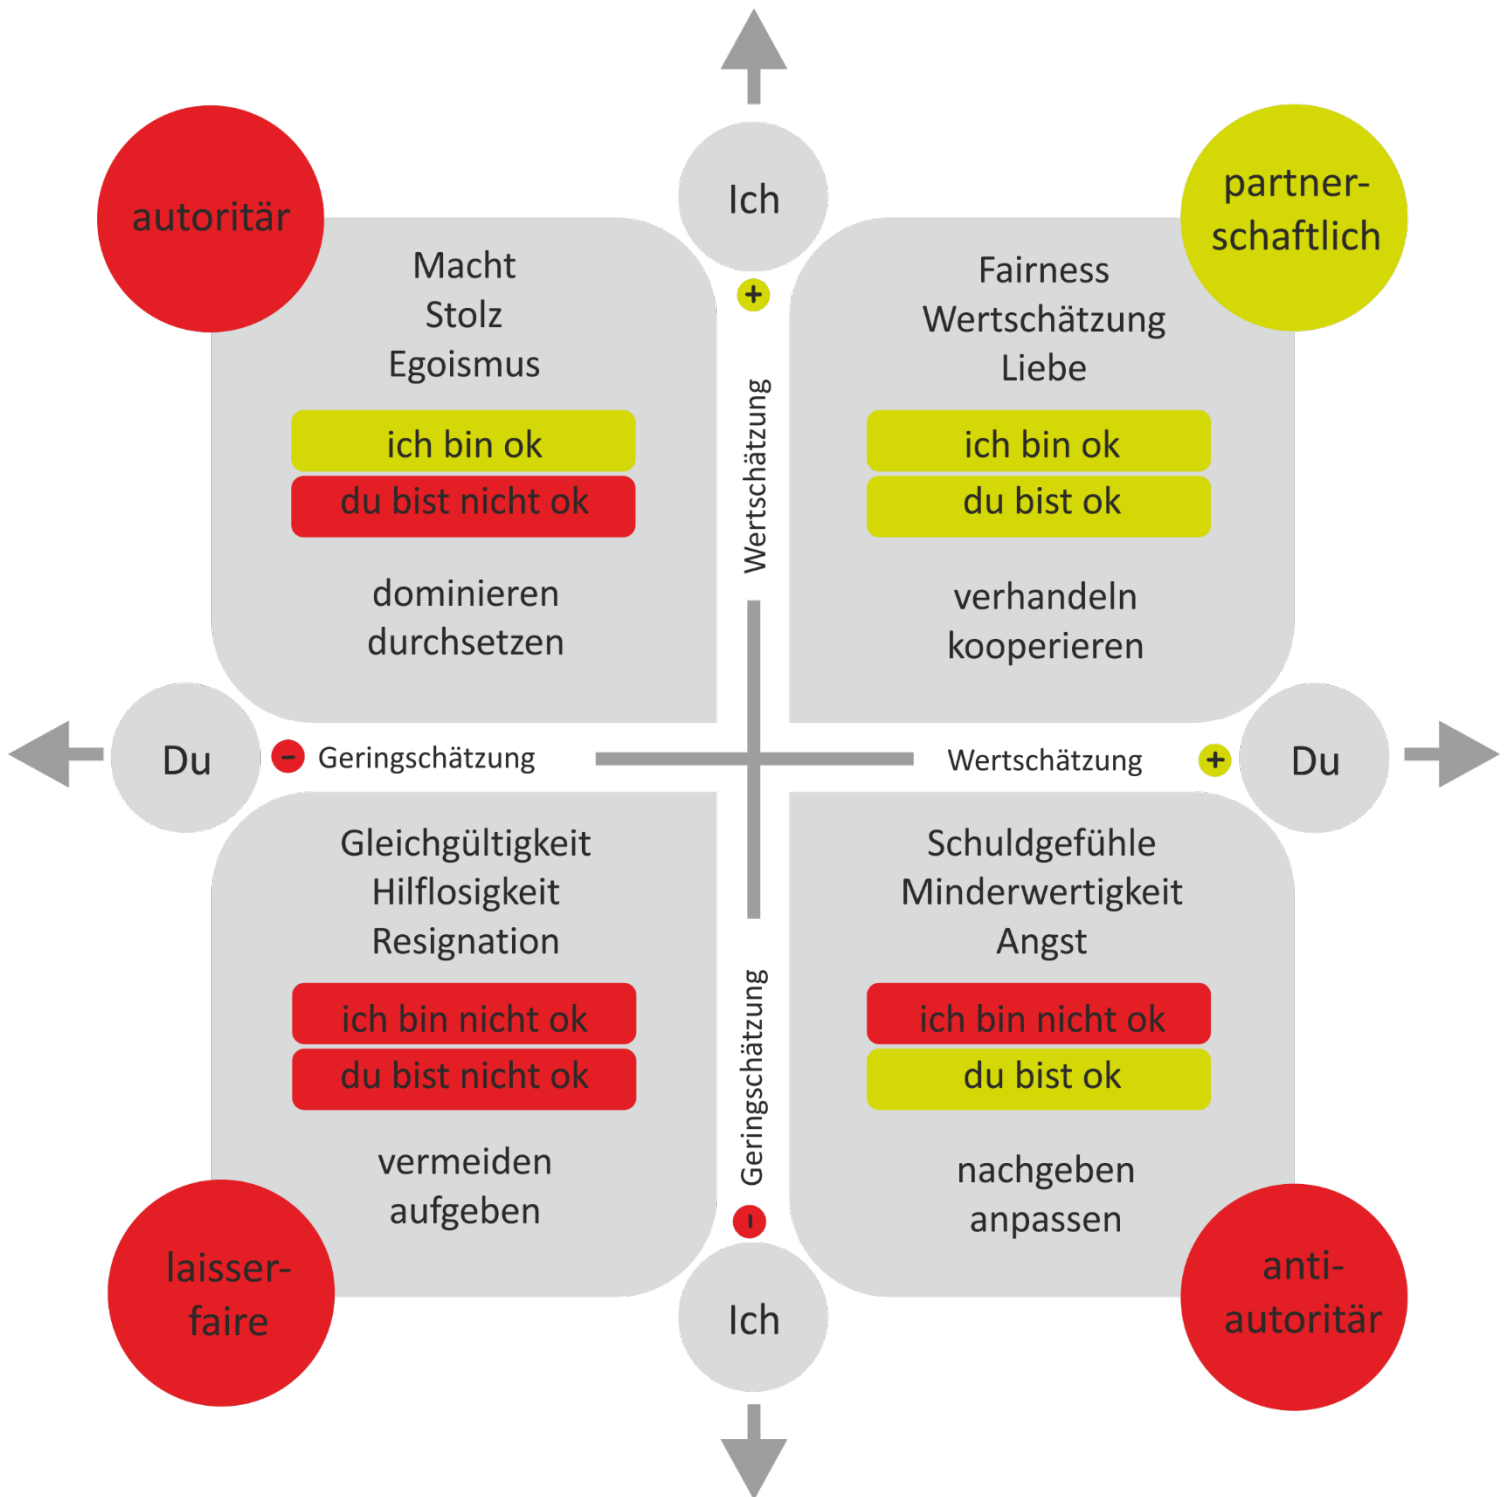 Ich
autoritär
Macht
Stolz
Egoismus
ich bin ok
du bist nicht ok
dominieren
durchsetzen
+
Wertschätzung
partner-
schaftlich
Fairness
Wertschätzung
Liebe
ich bin ok
du bist ok
verhandeln
kooperieren
Du
-
Geringschätzung
Wertschätzung
+
Du
Gleichgültigkeit
Hilflosigkeit
Resignation
ich bin nicht ok
du bist nicht ok
vermeiden
aufgeben
laisser-
faire
Geringschätzung
-
Ich
Schuldgefühle
Minderwertigkeit
Angst
ich bin nicht ok
du bist ok
nachgeben
anpassen
anti-
autoritär